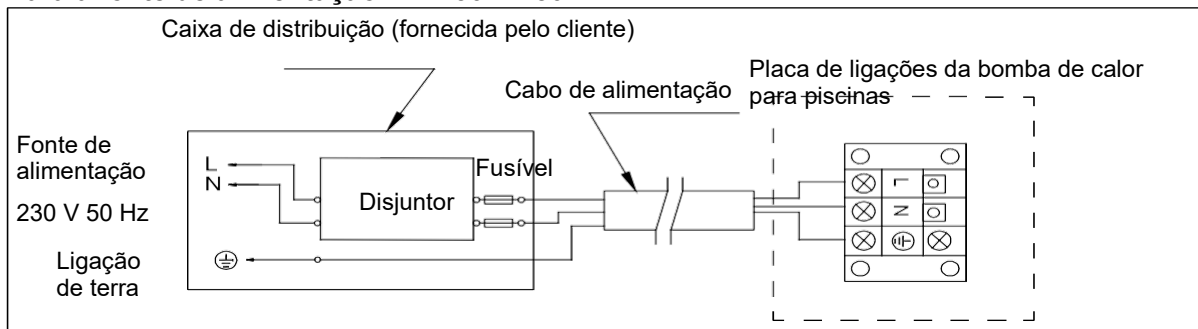 Caixa de distribuição (fornecida pelo cliente)
Placa de ligações da bomba de calor
para piscinas
Cabo de alimentação
Fonte de
alimentação
230 V 50 Hz
L
N
Fusível
Disjuntor
Ligação
de terra
L
N